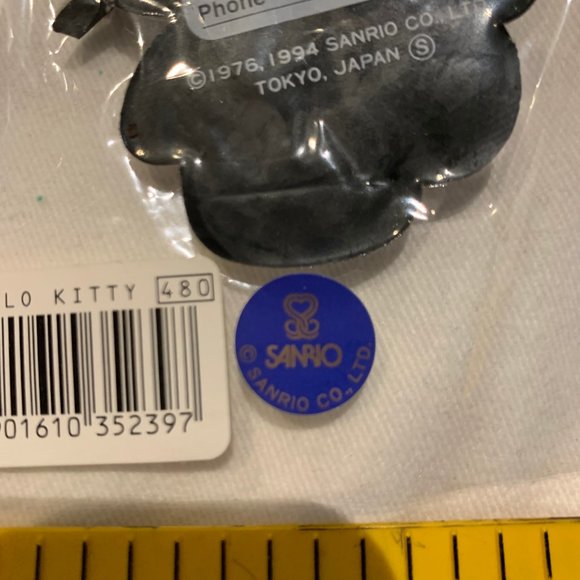 Phone
©1976, 1994 SANRIO CO., LTD.
TOKYO, JAPAN Ⓢ
LO KITTY 480
01610 352397
SANRIO
© SANRIO CO., LTD.